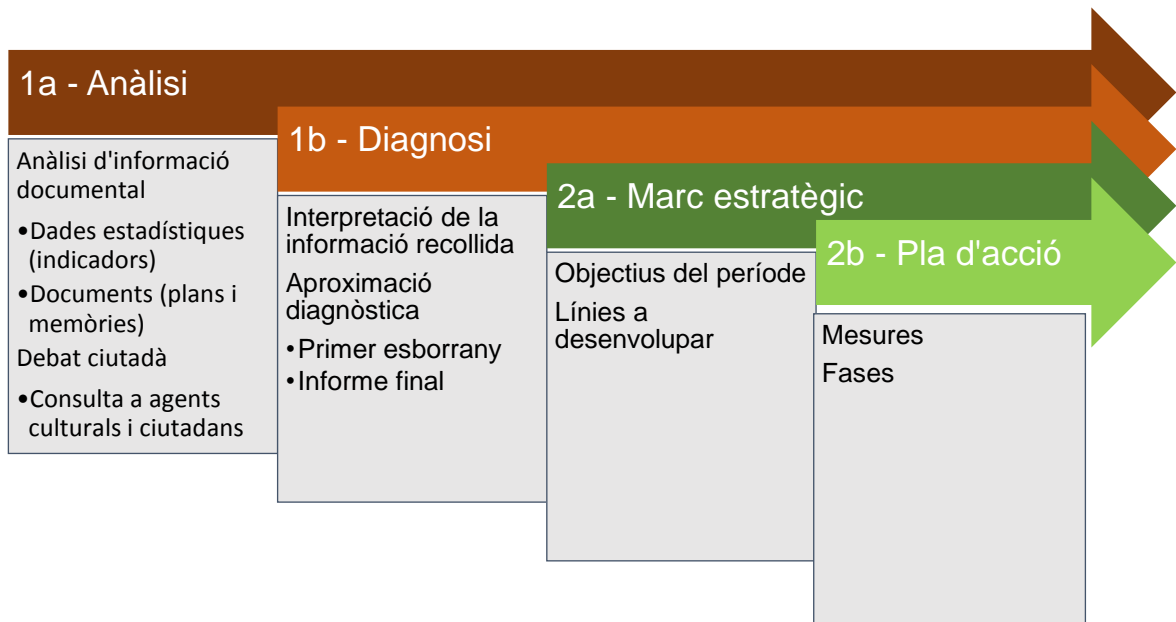 1a - Anàlisi
Anàlisi d'informació
documental
•Dades estadístiques
(indicadors)
•Documents (plans i
memòries)
Debat ciutadà
•Consulta a agents
culturals i ciutadans
1b - Diagnosi
Interpretació de la
informació recollida
Aproximació
diagnòstica
•Primer esborrany
•Informe final
2a - Marc estratègic
Objectius del període
Línies a
desenvolupar
2b - Pla d'acció
Mesures
Fases